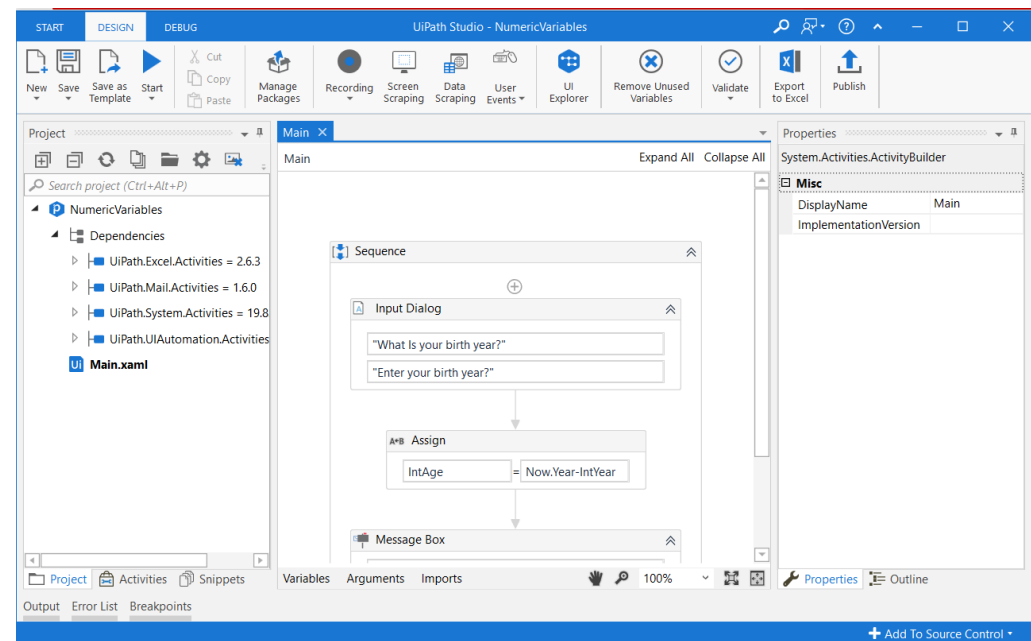 START DESIGN DEBUG UiPath Studio - NumericVariables
New Save Save as Template Start Cut Copy Paste Manage Packages Recording Screen Scraping Data Scraping User Events UI Explorer Remove Unused Variables Validate Export to Excel Publish
Project
Search project (Ctrl+Alt+P)
NumericVariables
Dependencies
UiPath.Excel.Activities = 2.6.3
UiPath.Mail.Activities = 1.6.0
UiPath.System.Activities = 19.8
UiPath.UIAutomation.Activities
Ui Main.xaml
Project Activities Snippets
Main
Main Expand All Collapse All
Sequence
Input Dialog
"What Is your birth year?"
"Enter your birth year?"
A*B Assign
IntAge = Now.Year-IntYear
Message Box
Variables Arguments Imports 100%
Properties
System.Activities.ActivityBuilder
Misc
DisplayName Main
ImplementationVersion
Properties Outline
Output Error List Breakpoints
Add To Source Control